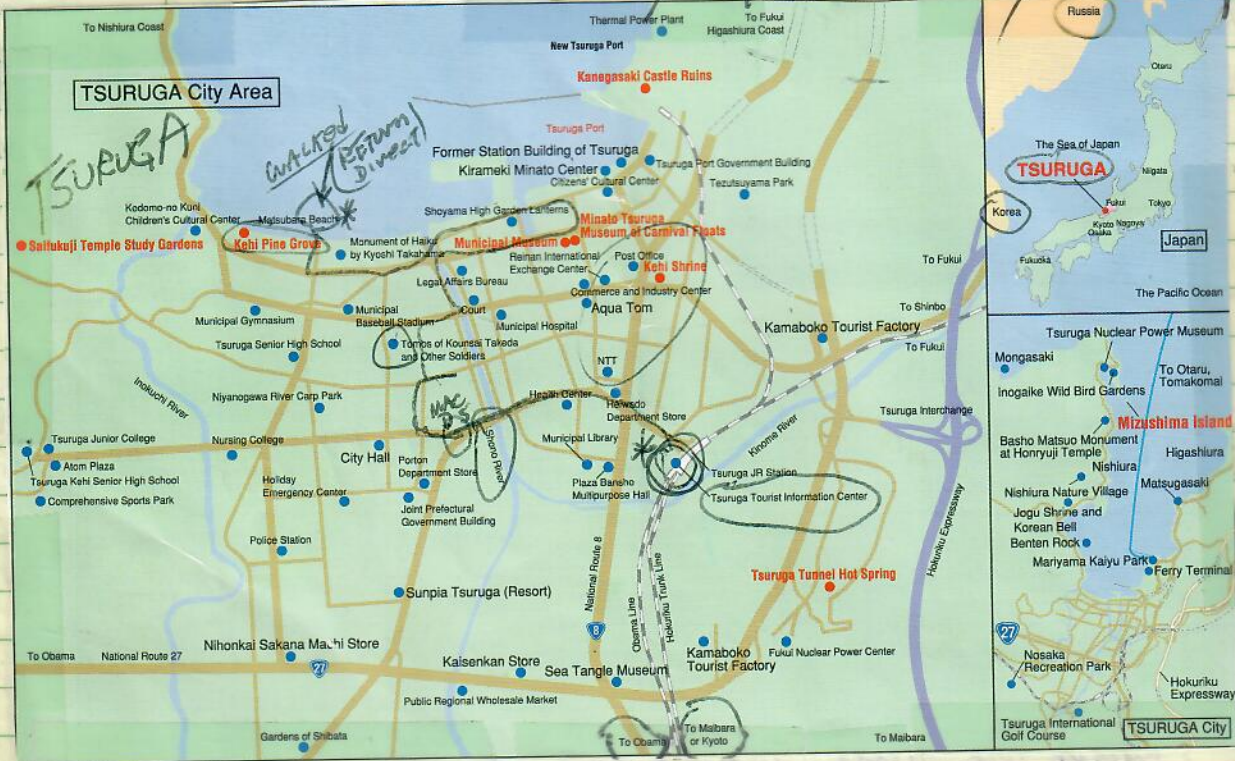 To Nishiura Coast
Thermal Power Plant
To Fukui
Higashiura Coast
New Tsuruga Port
Kanegasaki Castle Ruins
TSURUGA City Area
TSURUGA
WALKED
(RETURN
DIRECT)
Tsuruga Port
Former Station Building of Tsuruga
Kirameki Minato Center
Citizens' Cultural Center
Tsuruga Port Government Building
Tezutsuyama Park
Kodomo-no Kuni
Children's Cultural Center
Matsubara Beach
Shoyama High Garden Lanterns
Minato Tsuruga
Museum of Carnival Floats
Saifukuji Temple Study Gardens
Kehi Pine Grove
Monument of Haiku
by Kyoshi Takahama
Municipal Museum
Reinan International
Exchange Center
Post Office
Kehi Shrine
To Fukui
Legal Affairs Bureau
Commerce and Industry Center
Aqua Tom
Municipal Gymnasium
Municipal
Baseball Stadium
Court
Municipal Hospital
To Shinbo
Kamaboko Tourist Factory
To Fukui
Tsuruga Senior High School
Tombs of Kounsai Takeda
and Other Soldiers
NTT
Inokuchi River
Niyanogawa River Car Park
MAC
DS
Health Center
Heiwado
Department Store
Tsuruga Interchange
Tsuruga Junior College
Nursing College
Shono River
Municipal Library
Kinome River
Atom Plaza
City Hall
Porton
Department Store
Tsuruga JR Station
Tsuruga Kehi Senior High School
Holiday
Emergency Center
Plaza Bansho
Multipurpose Hall
Tsuruga Tourist Information Center
Comprehensive Sports Park
Joint Prefectural
Government Building
Police Station
Hokuriku Expressway
National Route 8
Obama Line
Hokuriku Trunk Line
Tsuruga Tunnel Hot Spring
Sunpia Tsuruga (Resort)
8
Nihonkai Sakana Machi Store
To Obama
National Route 27
27
Kaisenkan Store
Sea Tangle Museum
Kamaboko
Tourist Factory
Fukui Nuclear Power Center
Public Regional Wholesale Market
Gardens of Shibata
To Obama
To Maibara
or Kyoto
To Maibara
Russia
Otaru
The Sea of Japan
TSURUGA
Niigata
Korea
Fukui
Tokyo
Kyoto
Nagoya
Osaka
Japan
Fukuoka
The Pacific Ocean
Tsuruga Nuclear Power Museum
Mongasaki
To Otaru,
Tomakomai
Inogaike Wild Bird Gardens
Mizushima Island
Basho Matsuo Monument
at Honryuji Temple
Higashiura
Nishiura
Matsugasaki
Nishiura Nature Village
Jogu Shrine and
Korean Bell
Benten Rock
Mariyama Kaiyu Park
Ferry Terminal
27
Nosaka
Recreation Park
Hokuriku
Expressway
Tsuruga International
Golf Course
TSURUGA City